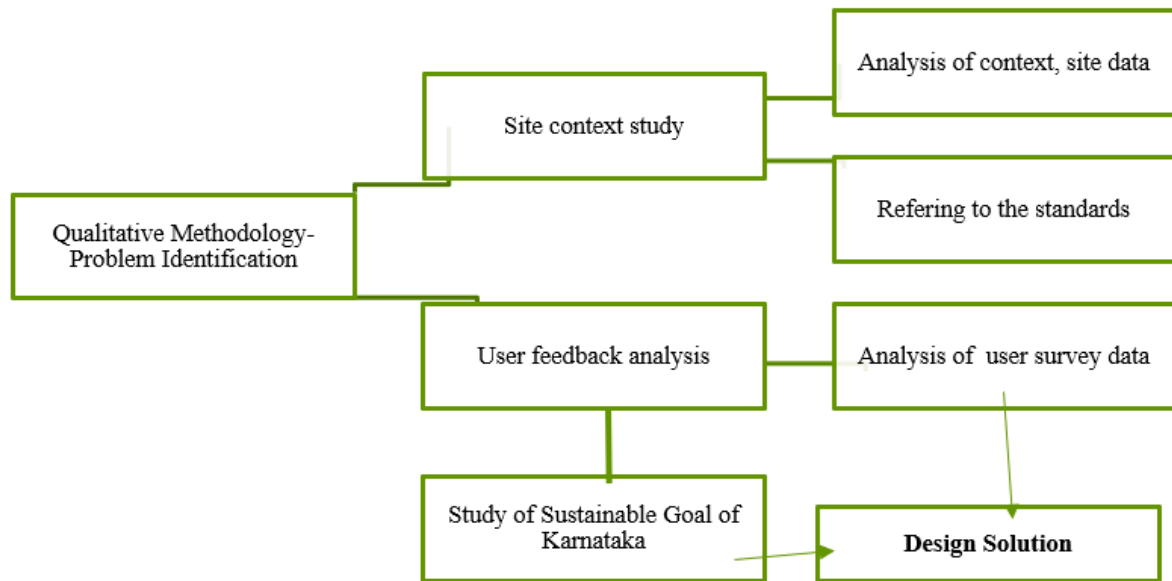 Analysis of context, site data
Site context study
Refering to the standards
Qualitative Methodology-
Problem Identification
User feedback analysis
Analysis of  user survey data
Study of Sustainable Goal of
Karnataka
Design Solution